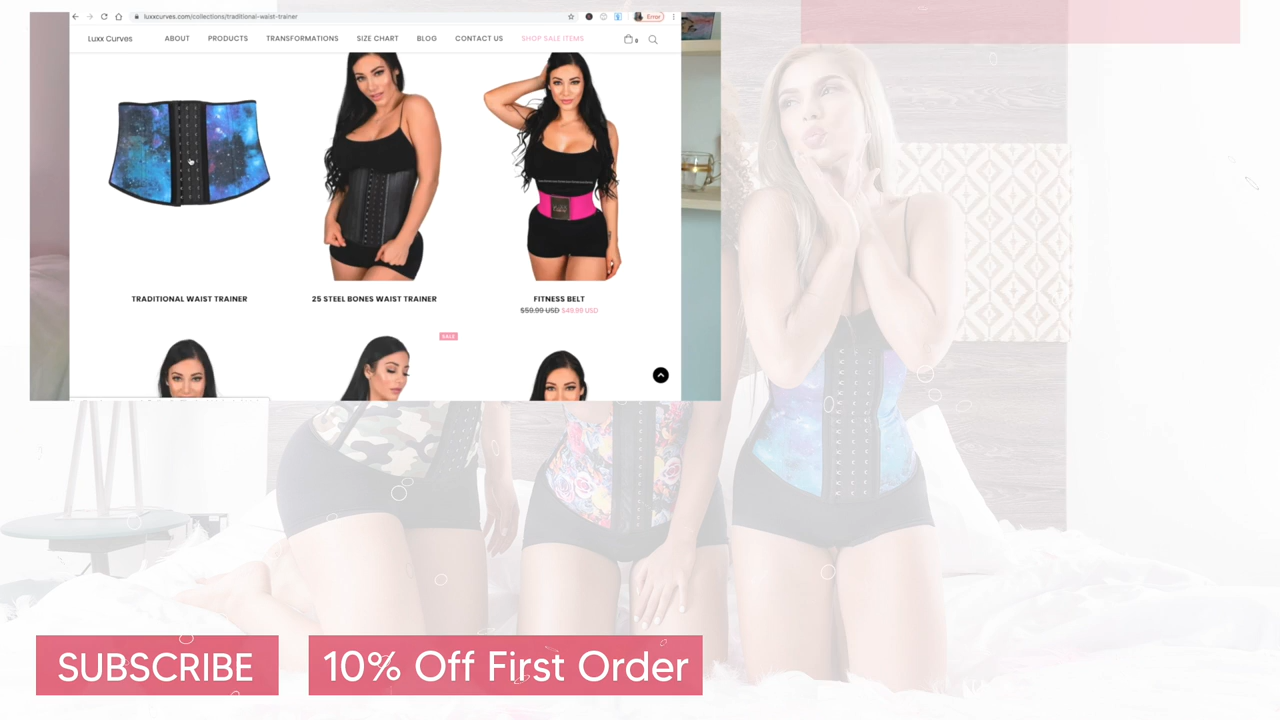 luxxcurves.com/collections/traditional-waist-trainer
Error
Luxx Curves ABOUT PRODUCTS TRANSFORMATIONS SIZE CHART BLOG CONTACT US SHOP SALE ITEMS 0
TRADITIONAL WAIST TRAINER
25 STEEL BONES WAIST TRAINER
FITNESS BELT
$59.99 USD $49.99 USD
SALE
SUBSCRIBE
10% Off First Order